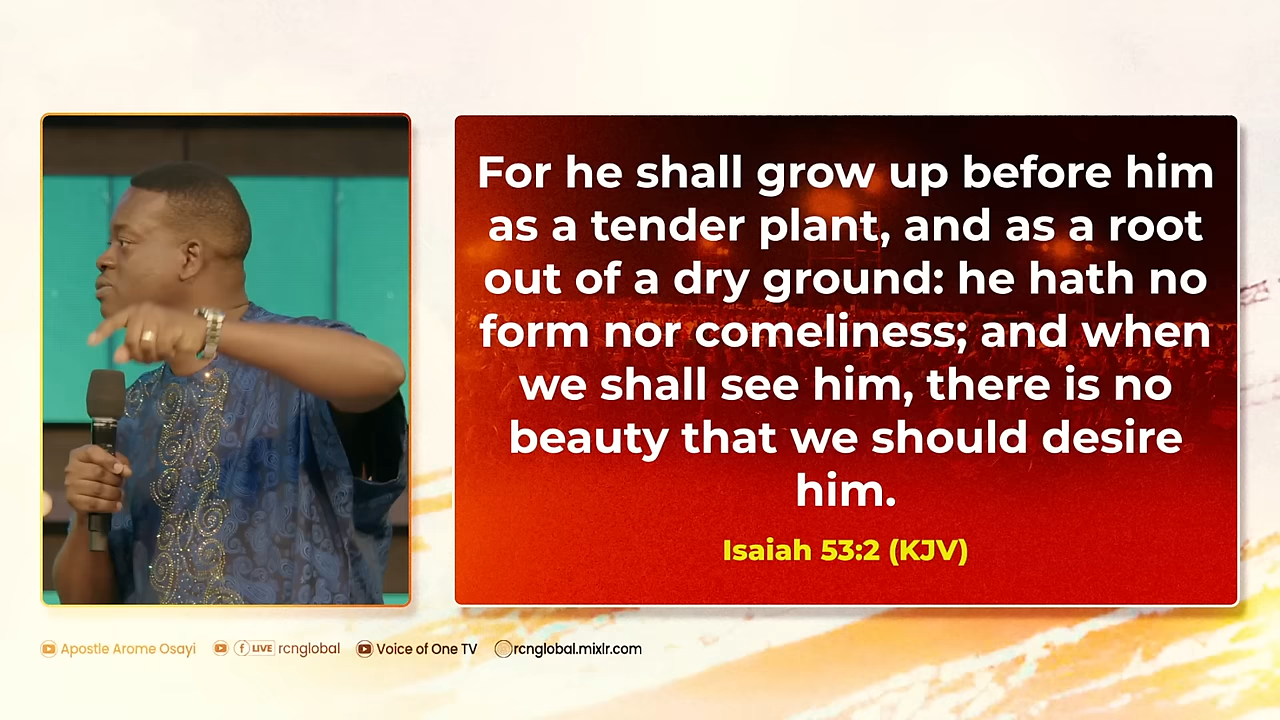 For he shall grow up before him
as a tender plant, and as a root
out of a dry ground: he hath no
form nor comeliness; and when
we shall see him, there is no
beauty that we should desire
him.
Isaiah 53:2 (KJV)
Apostle Arome Osayi f LIVE rcnglobal Voice of One TV rcnglobal.mixlr.com